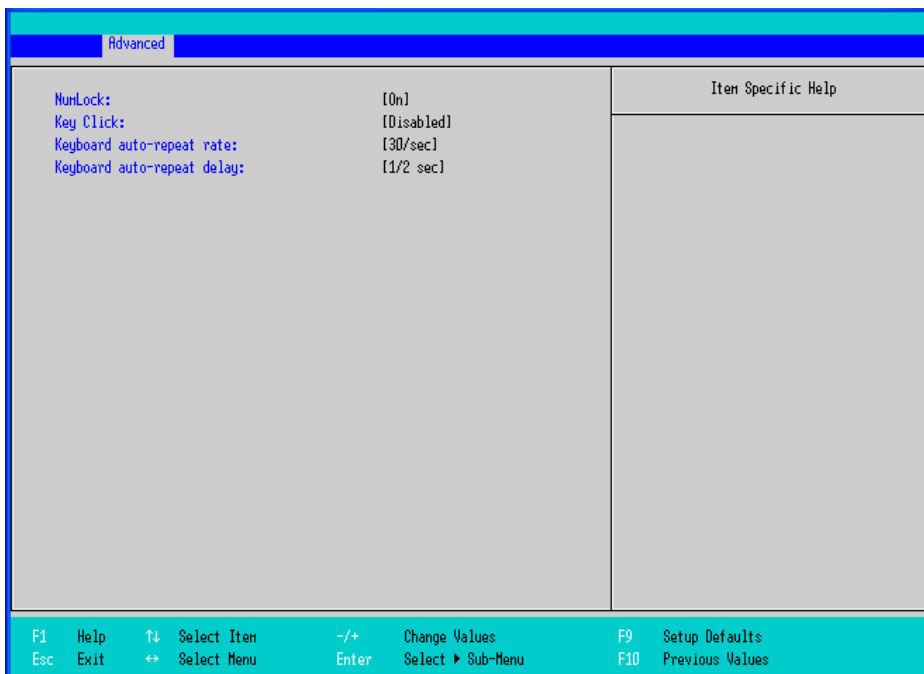 Advanced
Item Specific Help
NumLock: [On]
Key Click: [Disabled]
Keyboard auto-repeat rate: [30/sec]
Keyboard auto-repeat delay: [1/2 sec]
F1 Help ↑↓ Select Item -/+ Change Values F9 Setup Defaults
Esc Exit ↔ Select Menu Enter Select ▶ Sub-Menu F10 Previous Values